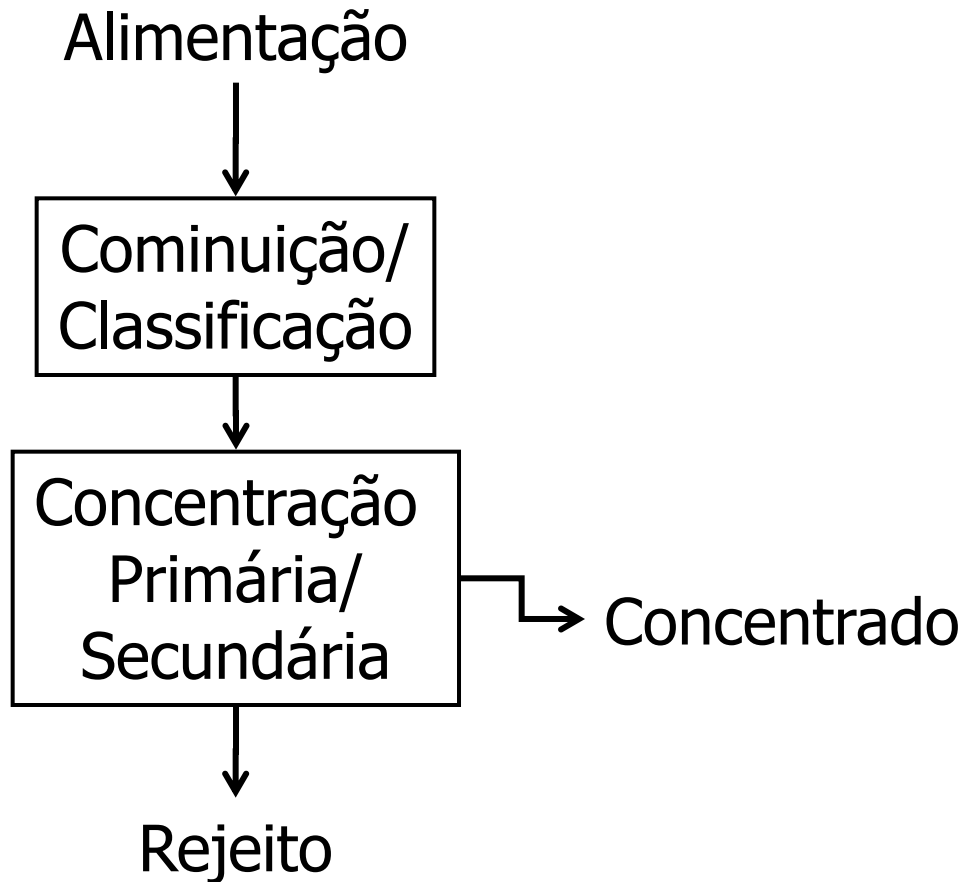 Alimentação
Cominuição/
Classificação
Concentração
Primária/
Secundária
Concentrado
Rejeito